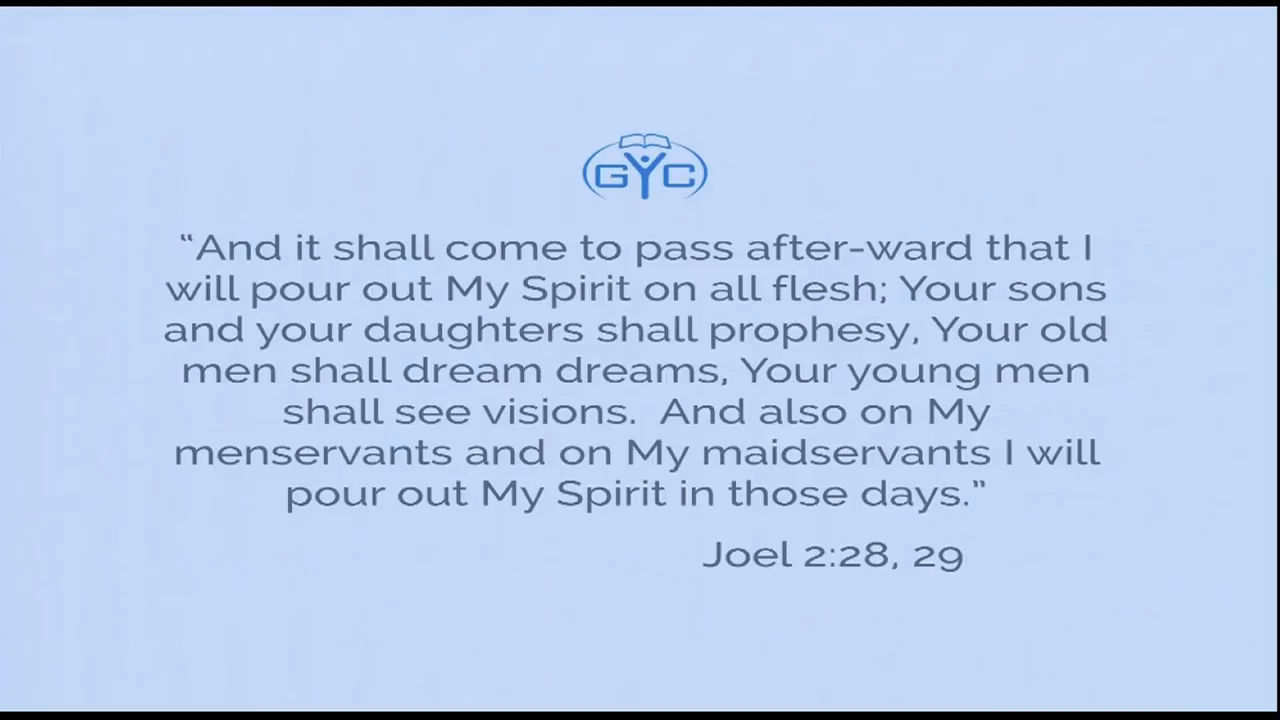 GYC
“And it shall come to pass after-ward that I
will pour out My Spirit on all flesh; Your sons
and your daughters shall prophesy, Your old
men shall dream dreams, Your young men
shall see visions.  And also on My
menservants and on My maidservants I will
pour out My Spirit in those days.”
Joel 2:28, 29